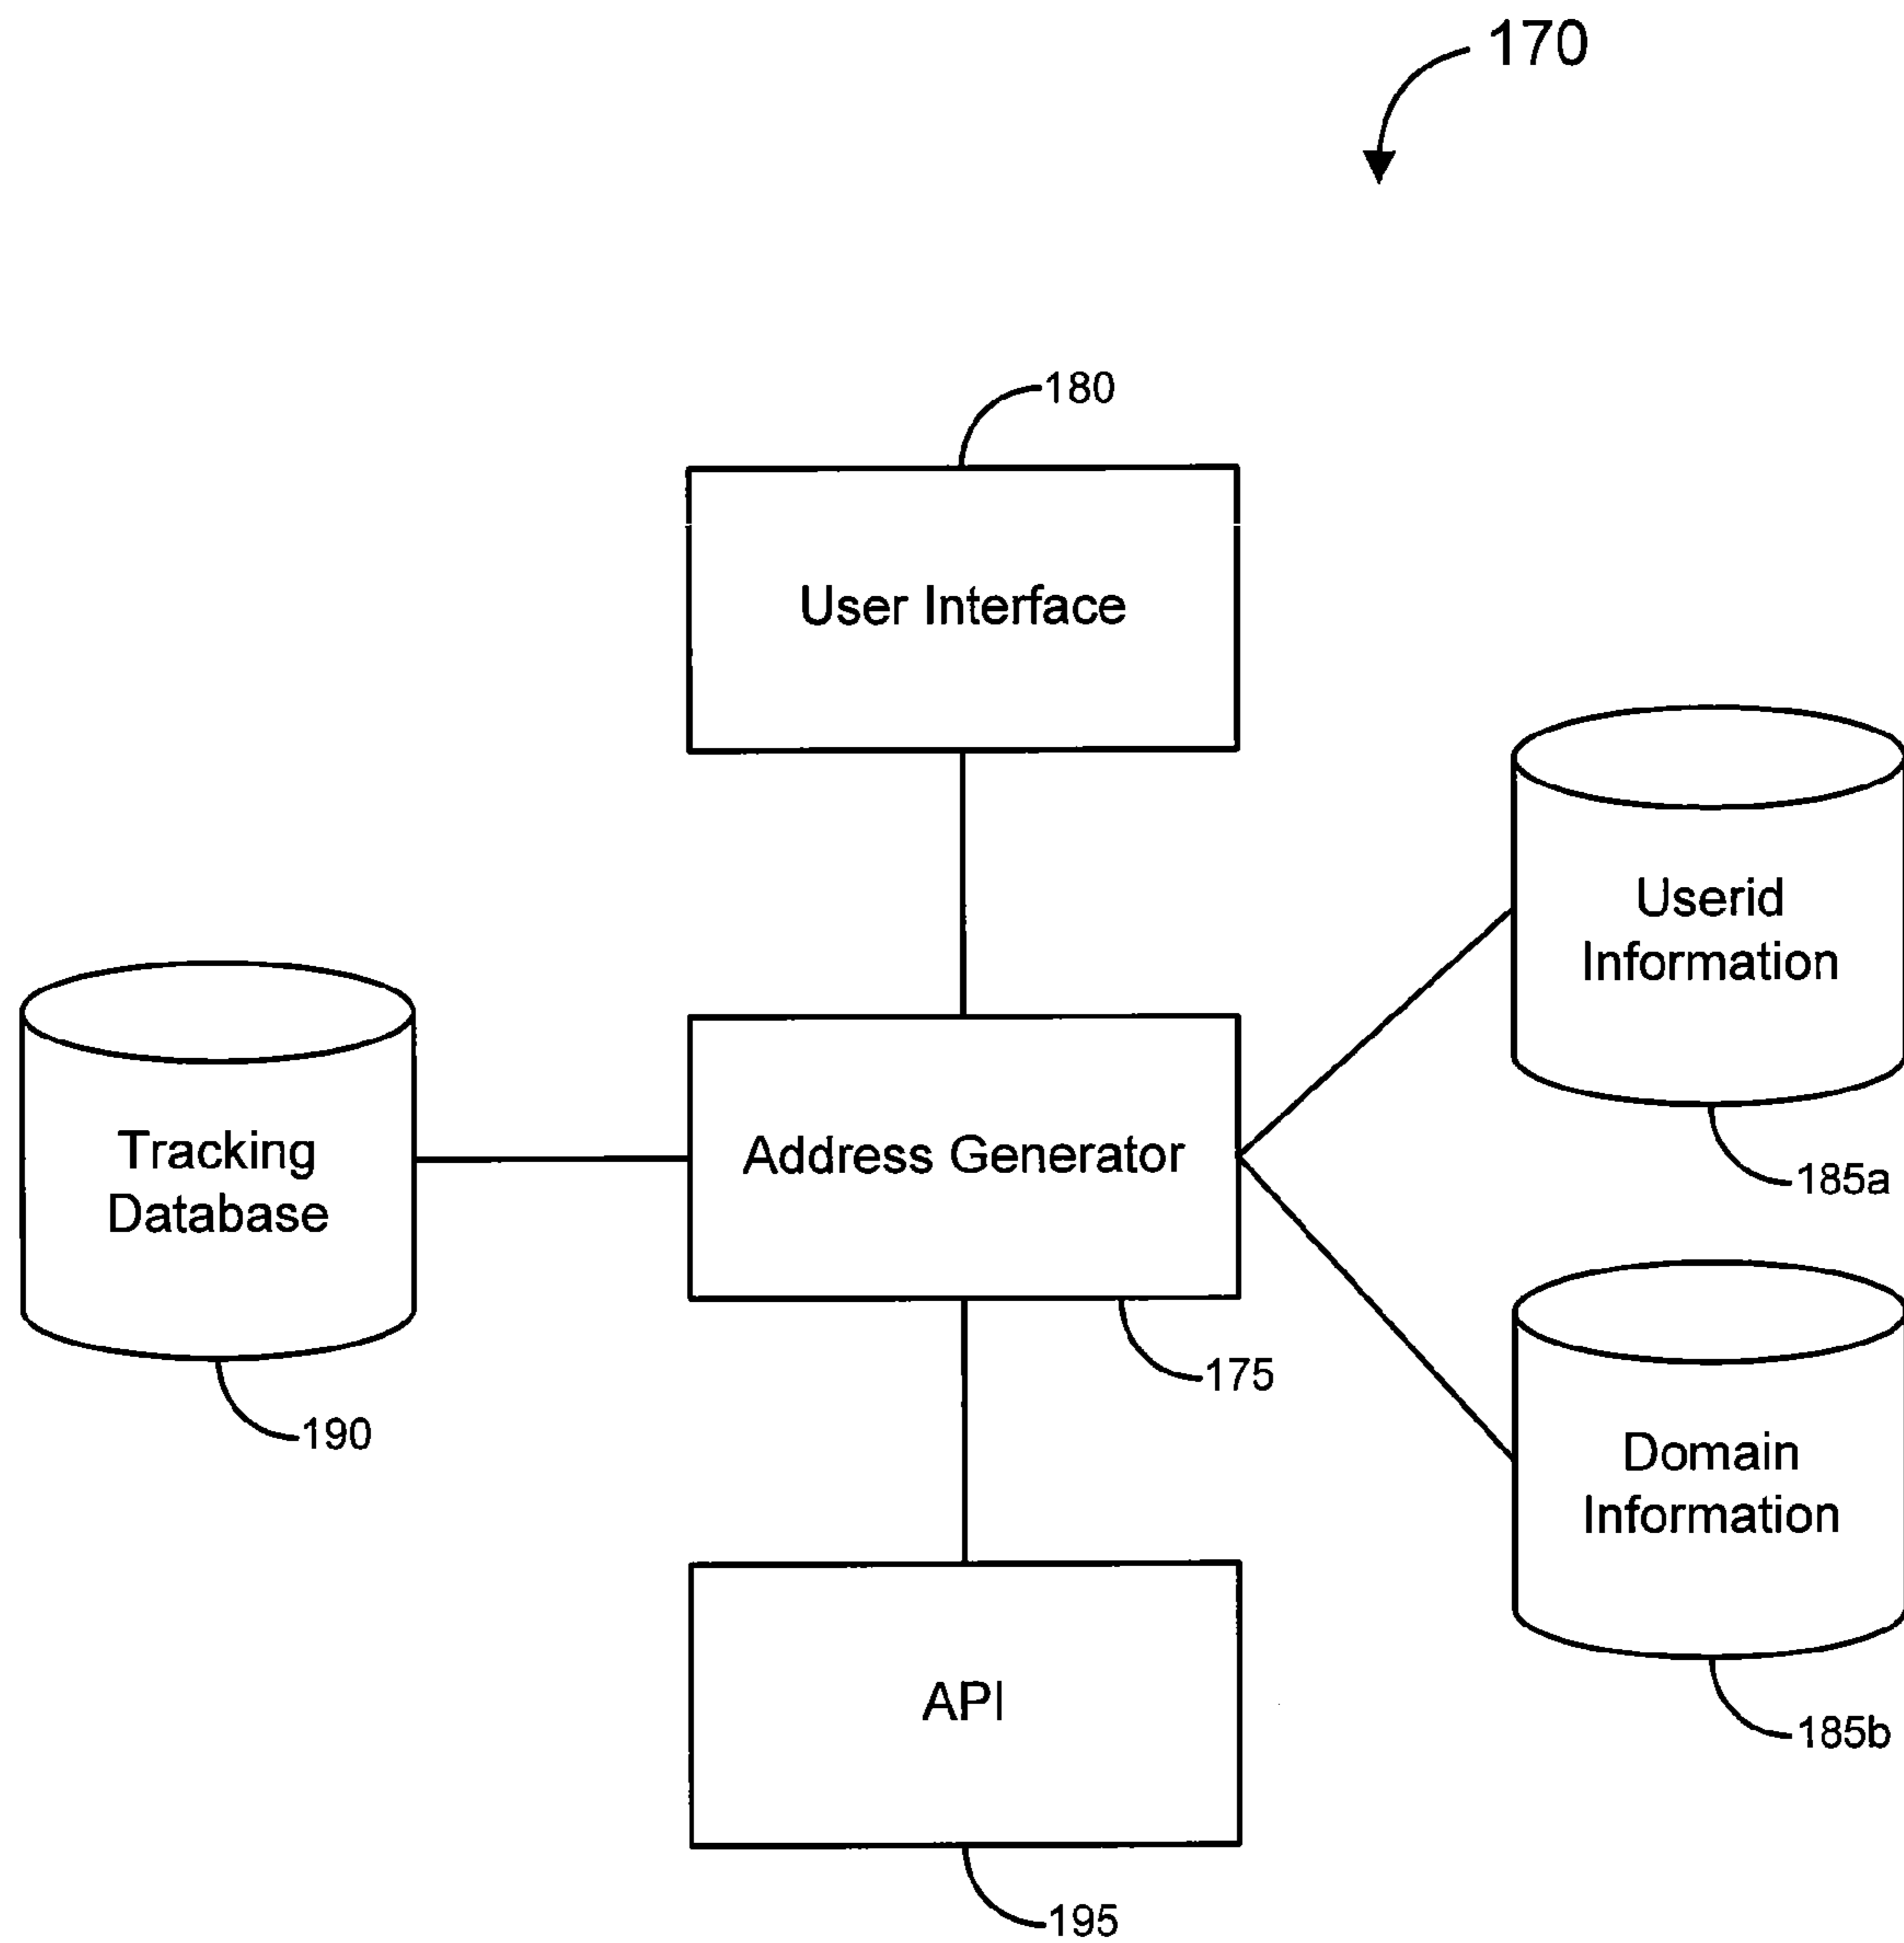 170
180
User Interface
Userid
Information
185a
Tracking
Database
190
Address Generator
175
Domain
Information
185b
API
195